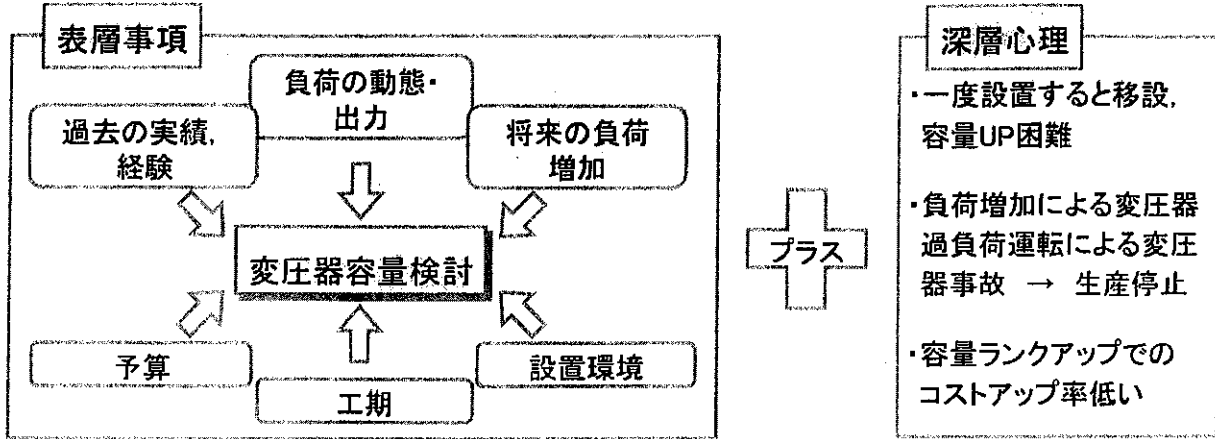 表層事項
負荷の動態・
出力
過去の実績,
経験
将来の負荷
増加
変圧器容量検討
予算
工期
設置環境
プラス
深層心理
・一度設置すると移設,
容量UP困難
・負荷増加による変圧器
過負荷運転による変圧
器事故 → 生産停止
・容量ランクアップでの
コストアップ率低い